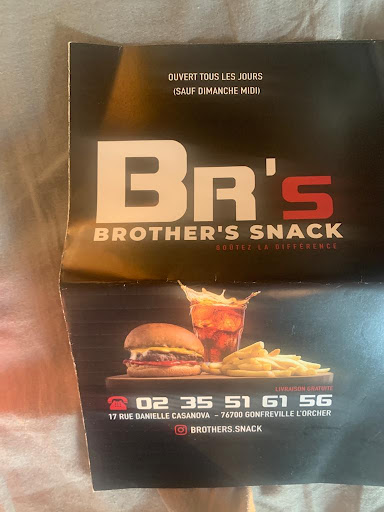 OUVERT TOUS LES JOURS
(SAUF DIMANCHE MIDI)
BR's
BROTHER'S SNACK
GOÛTEZ LA DIFFÉRENCE
LIVRAISON GRATUITE
02 35 51 61 56
17 RUE DANIELLE CASANOVA – 76700 GONFREVILLE L'ORCHER
BROTHERS.SNACK